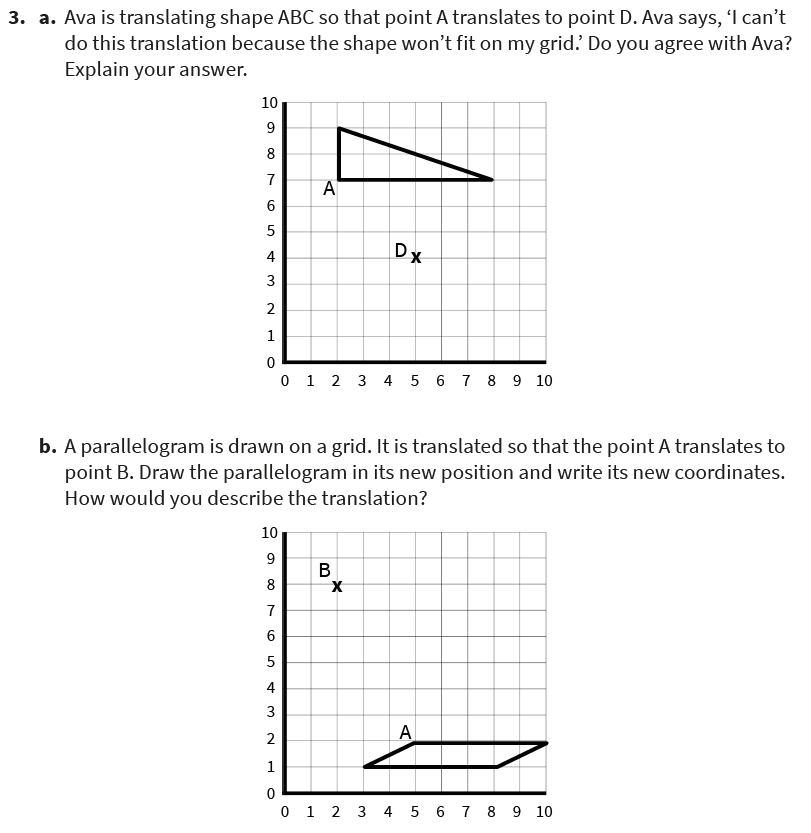 3. a. Ava is translating shape ABC so that point A translates to point D. Ava says, ‘I can’t
do this translation because the shape won’t fit on my grid.’ Do you agree with Ava?
Explain your answer.
10
9
8
7
A
6
5
D x
4
3
2
1
0
0 1 2 3 4 5 6 7 8 9 10
b. A parallelogram is drawn on a grid. It is translated so that the point A translates to
point B. Draw the parallelogram in its new position and write its new coordinates.
How would you describe the translation?
10
9
B
8 x
7
6
5
4
3
A
2
1
0
0 1 2 3 4 5 6 7 8 9 10